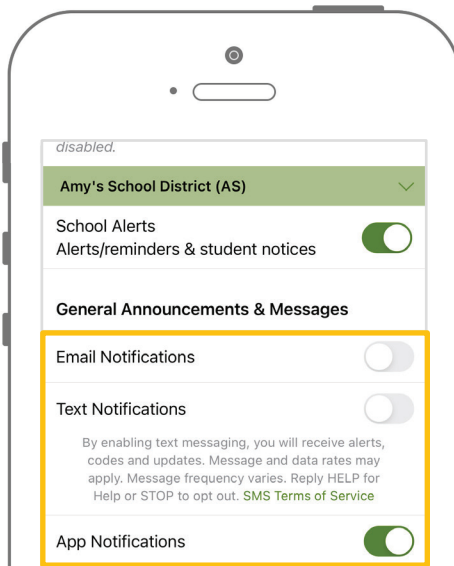 disabled.
Amy's School District (AS)
School Alerts
Alerts/reminders & student notices
General Announcements & Messages
Email Notifications
Text Notifications
By enabling text messaging, you will receive alerts,
codes and updates. Message and data rates may
apply. Message frequency varies. Reply HELP for
Help or STOP to opt out. SMS Terms of Service
App Notifications